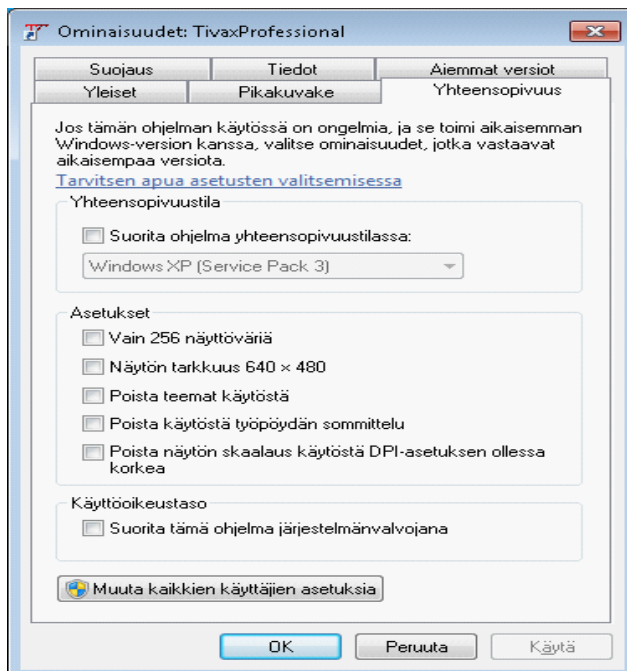 Ominaisuudet: TivaxProfessional
Suojaus Tiedot Aiemmat versiot
Yleiset Pikakuvake Yhteensopivuus
Jos tämän ohjelman käytössä on ongelmia, ja se toimi aikaisemman
Windows-version kanssa, valitse ominaisuudet, jotka vastaavat
aikaisempaa versiota.
Tarvitsen apua asetusten valitsemisessa
Yhteensopivuustila
Suorita ohjelma yhteensopivuustilassa:
Windows XP (Service Pack 3)
Asetukset
Vain 256 näyttöväriä
Näytön tarkkuus 640 × 480
Poista teemat käytöstä
Poista käytöstä työpöydän sommittelu
Poista näytön skaalaus käytöstä DPI-asetuksen ollessa
korkea
Käyttöoikeustaso
Suorita tämä ohjelma järjestelmänvalvojana
Muuta kaikkien käyttäjien asetuksia
OK Peruuta Käytä